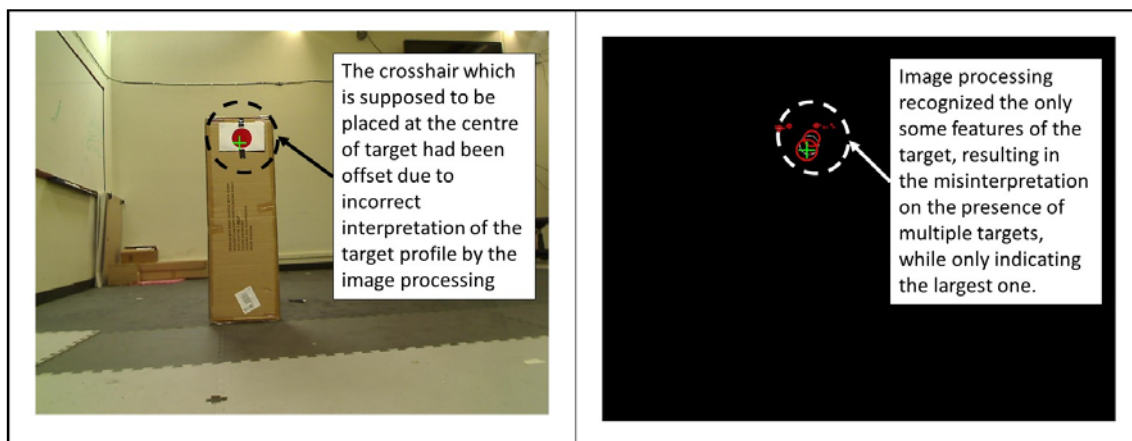 The crosshair which
is supposed to be
placed at the centre
of target had been
offset due to
incorrect
interpretation of the
target profile by the
image processing
Image processing
recognized the only
some features of the
target, resulting in
the misinterpretation
on the presence of
multiple targets,
while only indicating
the largest one.